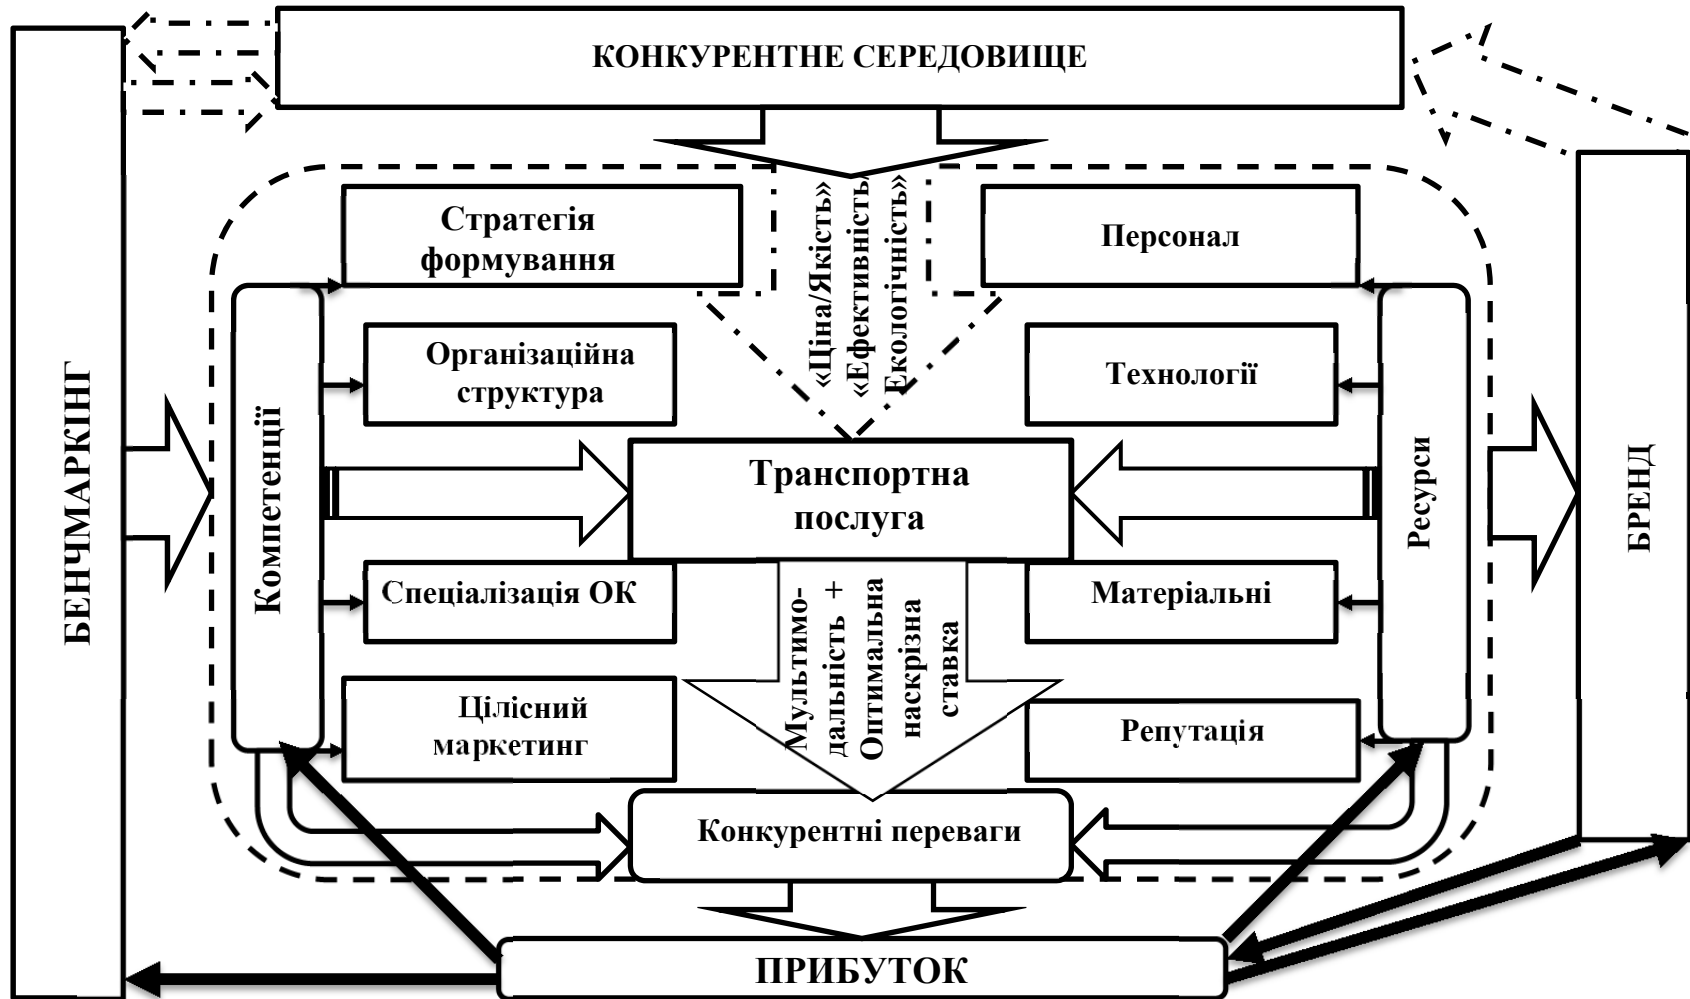 КОНКУРЕНТНЕ СЕРЕДОВИЩЕ
БЕНЧМАРКІНГ
Компетенції
Стратегія
формування
Організаційна
структура
Спеціалізація ОК
Цілісний
маркетинг
«Ціна/Якість»
«Ефективність
Екологічність»
Транспортна
послуга
Мультимо-
дальність +
Оптимальна
наскрізна
ставка
Персонал
Технології
Матеріальні
Репутація
Ресурси
БРЕНД
Конкурентні переваги
ПРИБУТОК